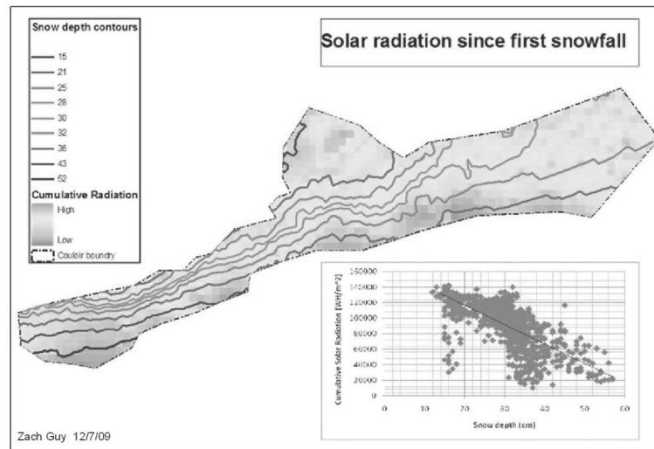 Snow depth contours
15
21
25
28
30
32
36
43
52
Cumulative Radiation
High
Low
Couloir boundry
Solar radiation since first snowfall
Cumulative Solar Radiation [WH/m^2]
160000
140000
120000
100000
80000
60000
40000
20000
0
0 10 20 30 40 50 60
Snow depth (cm)
Zach Guy 12/7/09